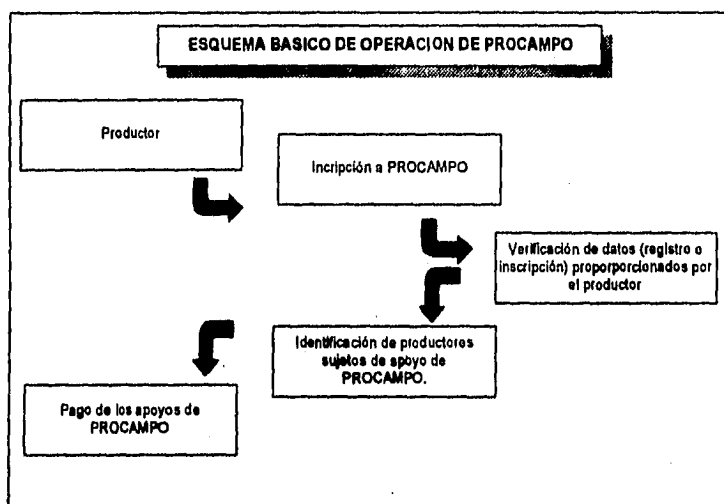 ESQUEMA BASICO DE OPERACION DE PROCAMPO
Productor
Incripción a PROCAMPO
Verificación de datos (registro o
inscripción) proporporcionados por
el productor
Identificación de productores
sujetos de apoyo de
PROCAMPO.
Pago de los apoyos de
PROCAMPO